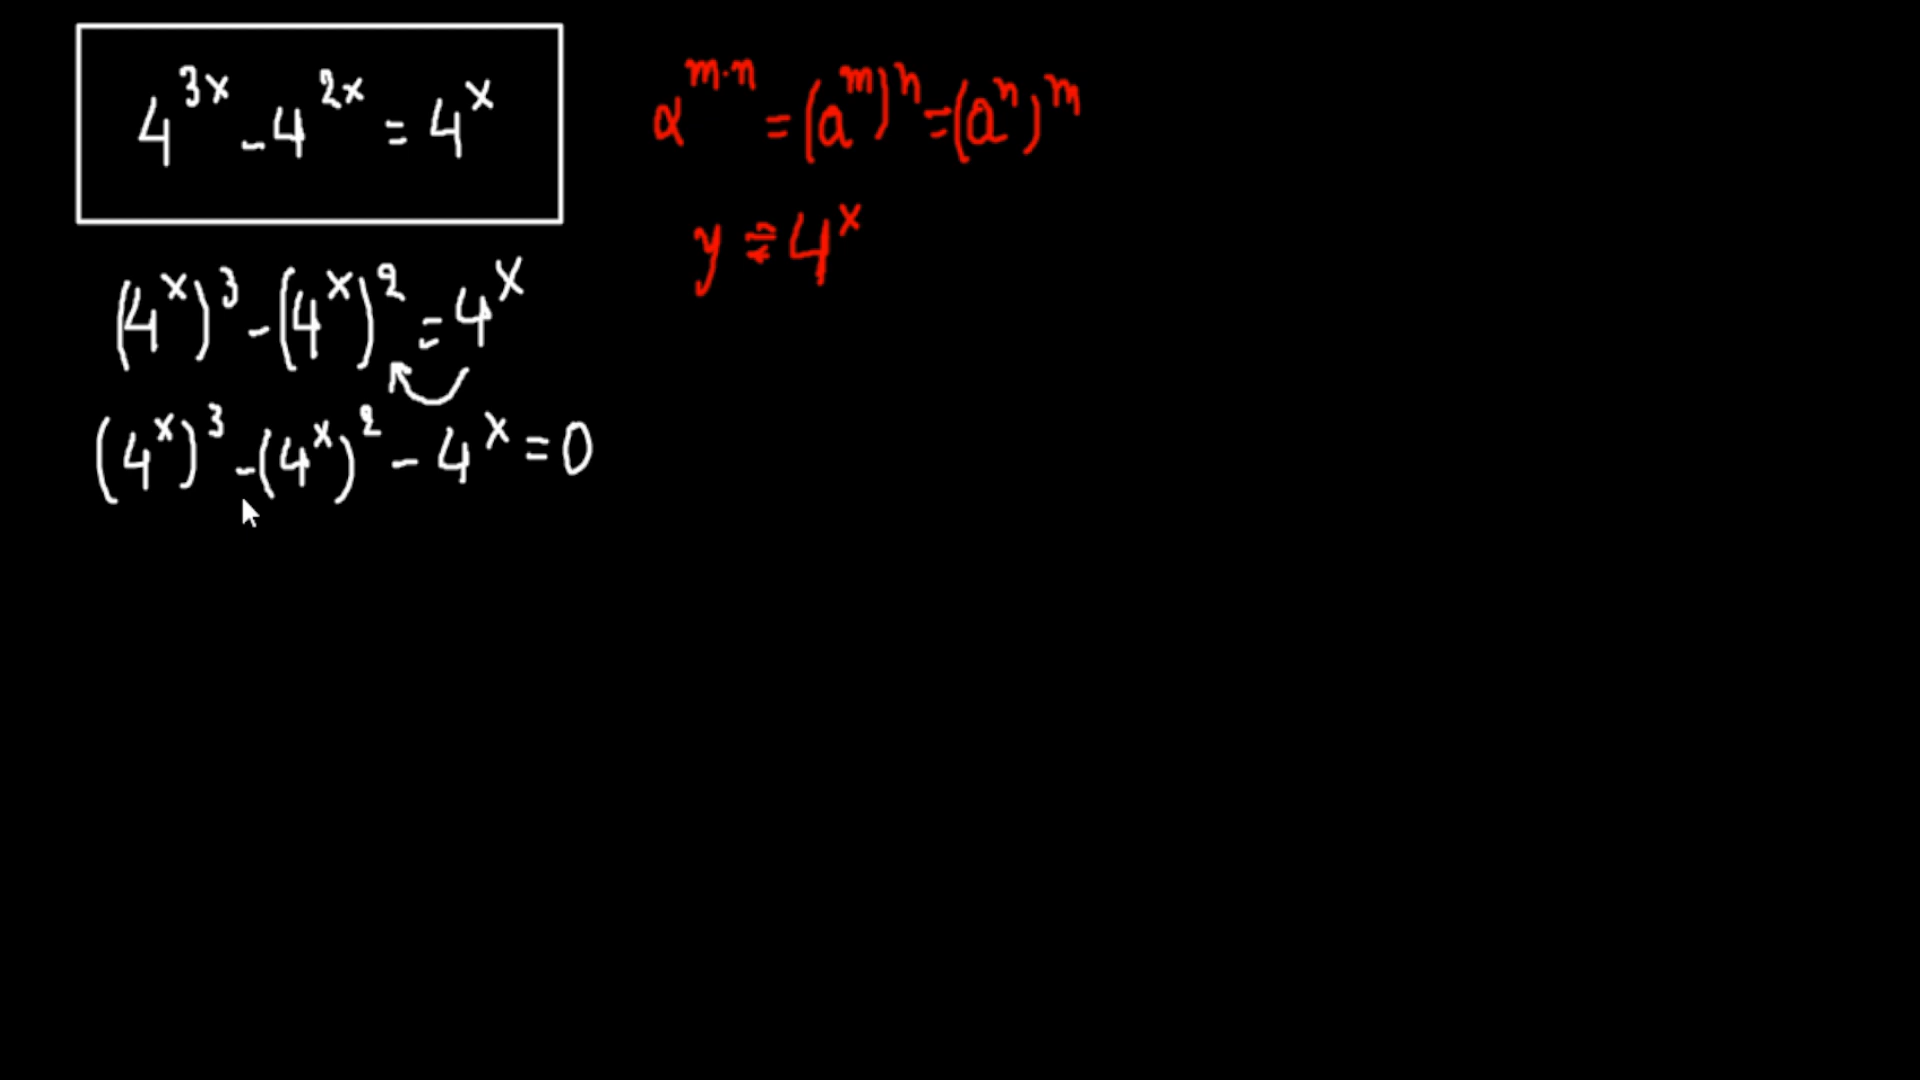 4^{3x} - 4^{2x} = 4^x
a^{m·n} = (a^m)^n = (a^n)^m
y = 4^x
(4^x)^3 - (4^x)^2 = 4^x
(4^x)^3 - (4^x)^2 - 4^x = 0